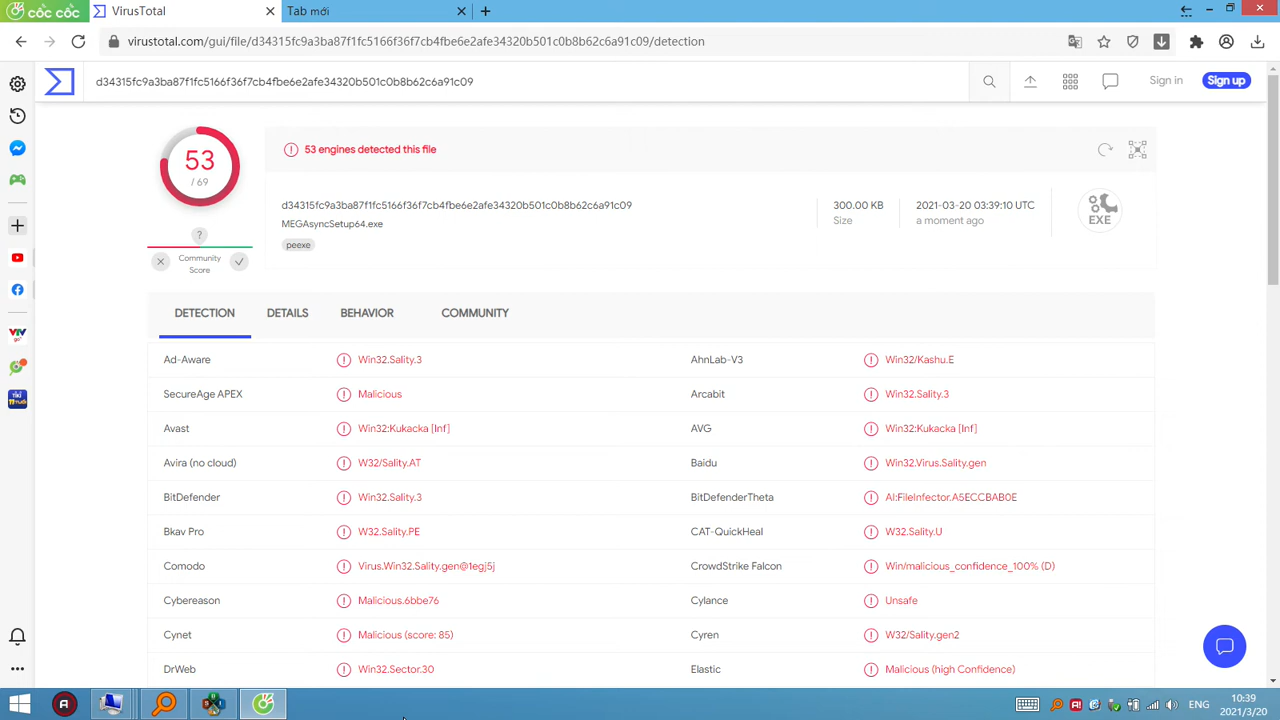 cốc cốc
VirusTotal
Tab mới
virustotal.com/gui/file/d34315fc9a3ba87f1fc5166f36f7cb4fbe6e2afe34320b501c0b8b62c6a91c09/detection
d34315fc9a3ba87f1fc5166f36f7cb4fbe6e2afe34320b501c0b8b62c6a91c09
Sign in
Sign up
53
/ 69
53 engines detected this file
d34315fc9a3ba87f1fc5166f36f7cb4fbe6e2afe34320b501c0b8b62c6a91c09
300.00 KB
2021-03-20 03:39:10 UTC
MEGAsyncSetup64.exe
Size
a moment ago
EXE
peexe
?
Community
Score
DETECTION
DETAILS
BEHAVIOR
COMMUNITY
Ad-Aware
Win32.Sality.3
AhnLab-V3
Win32/Kashu.E
SecureAge APEX
Malicious
Arcabit
Win32.Sality.3
Avast
Win32:Kukacka [Inf]
AVG
Win32:Kukacka [Inf]
Avira (no cloud)
W32/Sality.AT
Baidu
Win32.Virus.Sality.gen
BitDefender
Win32.Sality.3
BitDefenderTheta
AI:FileInfector.A5ECCBAB0E
Bkav Pro
W32.Sality.PE
CAT-QuickHeal
W32.Sality.U
Comodo
Virus.Win32.Sality.gen@1egj5j
CrowdStrike Falcon
Win/malicious_confidence_100% (D)
Cybereason
Malicious.6bbe76
Cylance
Unsafe
Cynet
Malicious (score: 85)
Cyren
W32/Sality.gen2
DrWeb
Win32.Sector.30
Elastic
Malicious (high Confidence)
VTV
go
ENG
10:39
2021/3/20